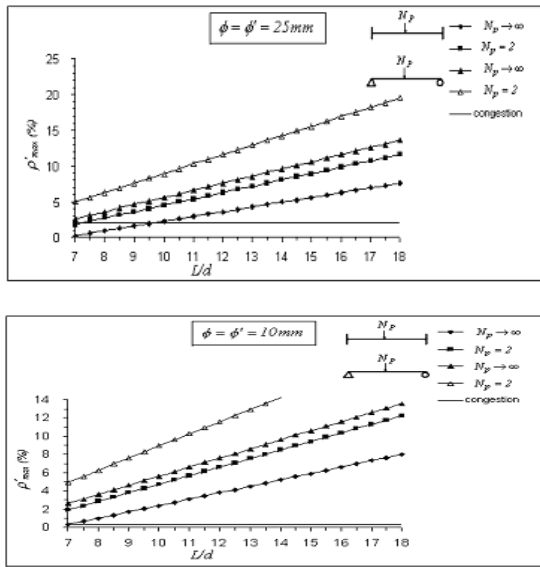 ϕ = ϕ' = 25mm
N_P
N_P
N_p → ∞
N_p = 2
N_p → ∞
N_p = 2
congestion
ρ'max (%)
25
20
15
10
5
0
7 8 9 10 11 12 13 14 15 16 17 18
L/d
ϕ = ϕ' = 10mm
N_P
N_P
N_p → ∞
N_p = 2
N_p → ∞
N_p = 2
congestion
ρ'max (%)
14
12
10
8
6
4
2
0
7 8 9 10 11 12 13 14 15 16 17 18
L/d